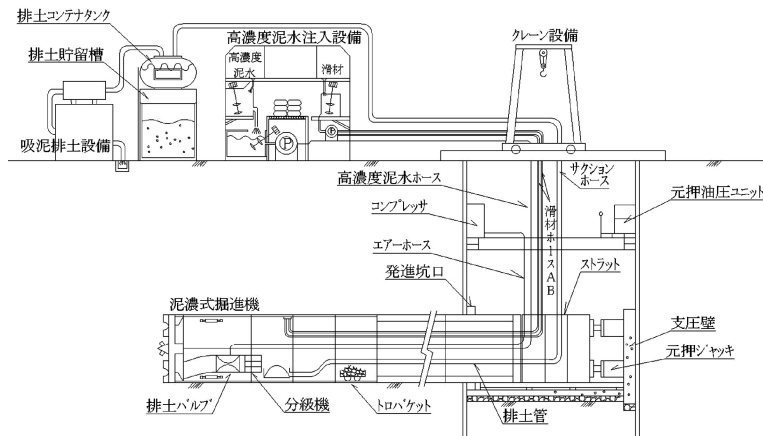 排土コンテナタンク
高濃度泥水注入設備
クレーン設備
排土貯留槽
高濃度
泥水
滑材
吸泥排土設備
P
P
高濃度泥水ホース
サクション
ホース
コンプレッサ
滑材ホースAB
元押油圧ユニット
エアーホース
発進坑口
ストラット
泥濃式掘進機
支圧壁
元押ジャッキ
排土バルブ
分級機
トロバケット
排土管